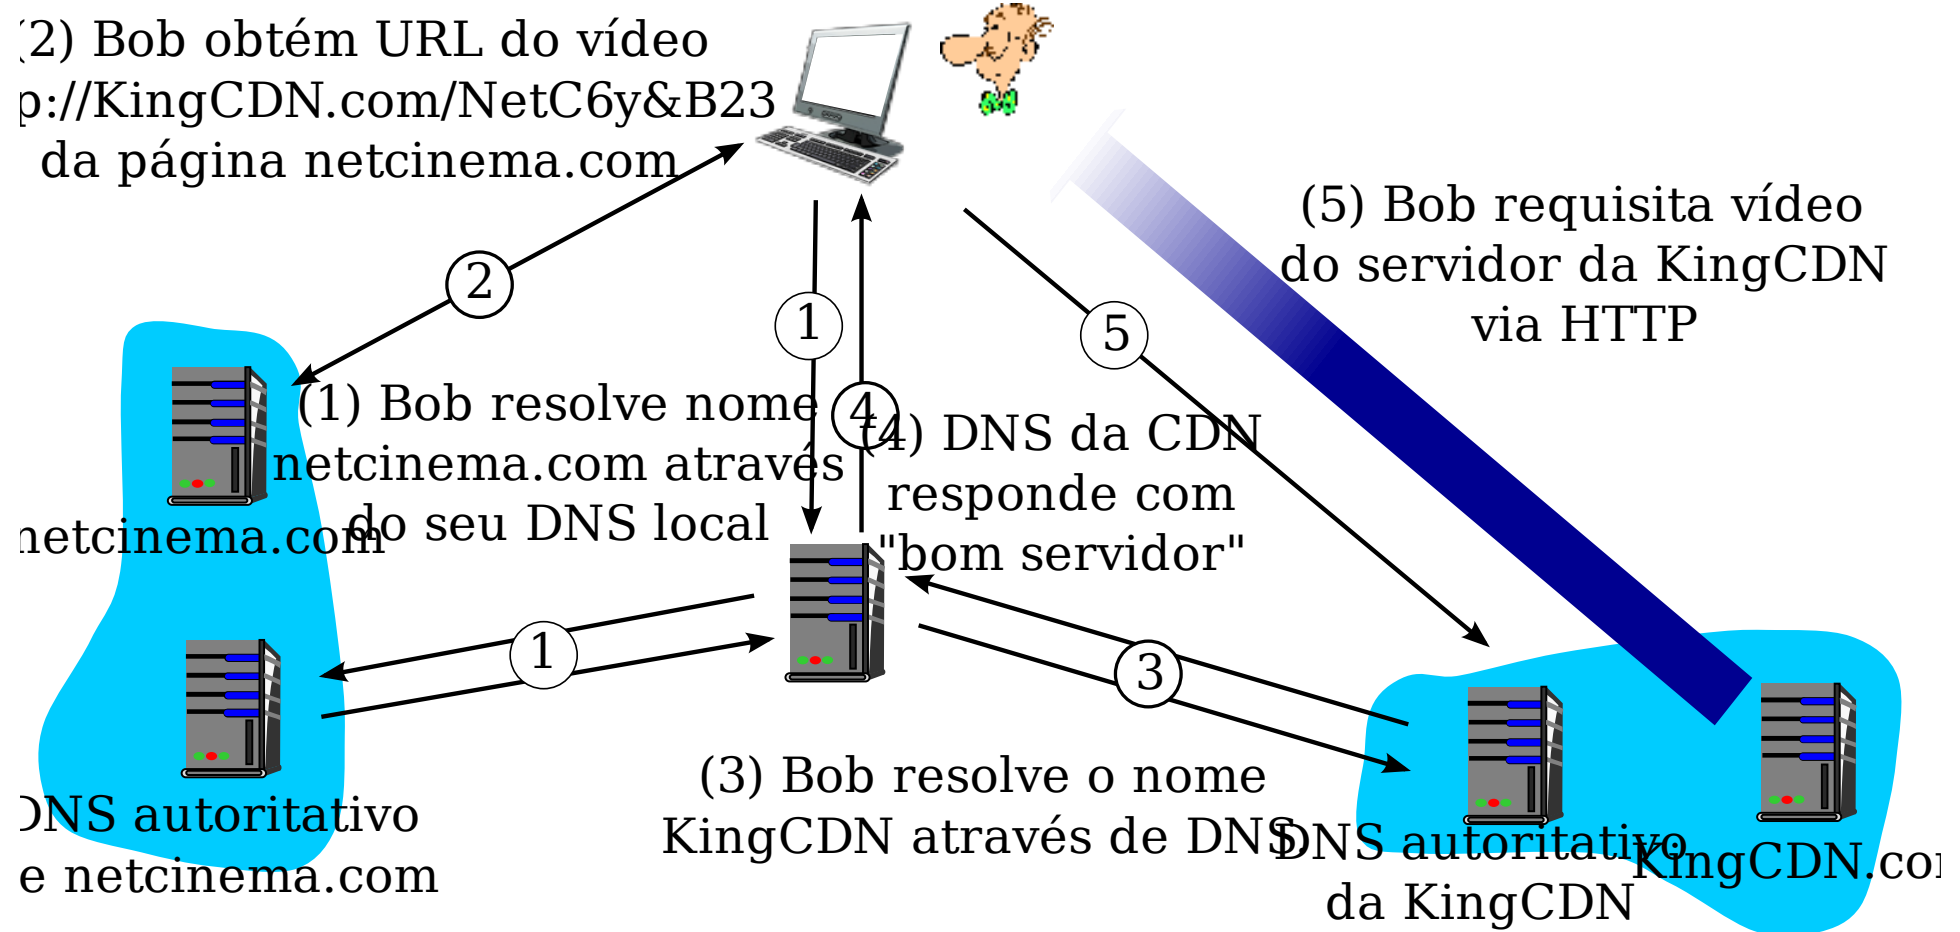 (2) Bob obtém URL do vídeo
p://KingCDN.com/NetC6y&B23
da página netcinema.com
(5) Bob requisita vídeo
do servidor da KingCDN
via HTTP
2
1
5
4
(1) Bob resolve nome
netcinema.com através
do seu DNS local
(4) DNS da CDN
responde com
"bom servidor"
netcinema.com
1
3
(3) Bob resolve o nome
KingCDN através de DNS.
DNS autoritativo
e netcinema.com
DNS autoritativo
da KingCDN
KingCDN.com